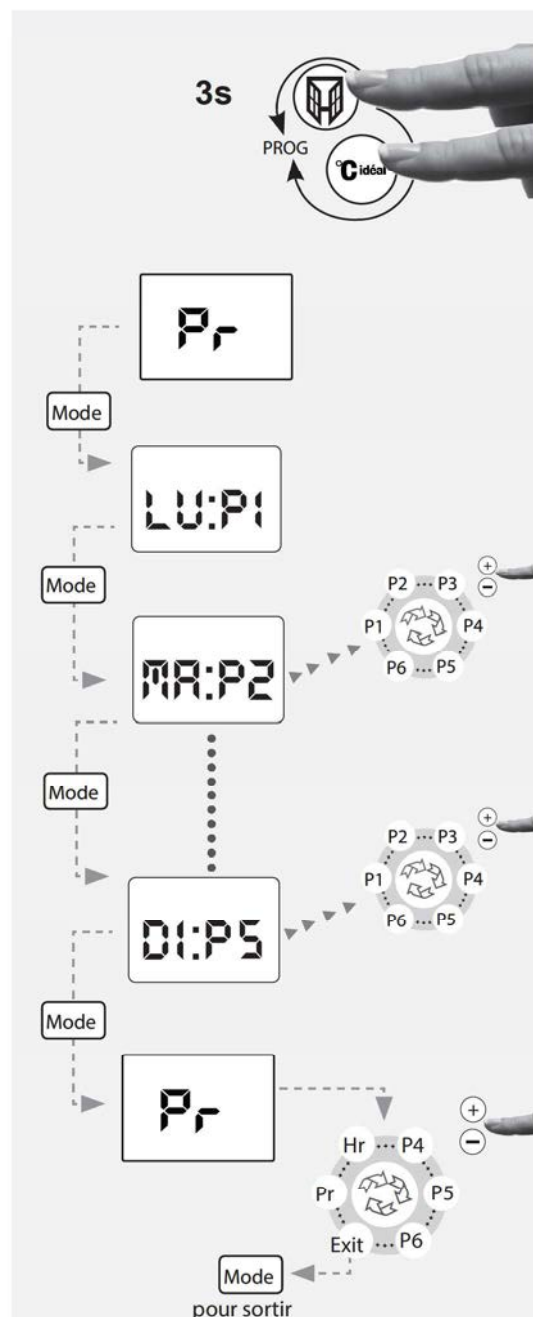 3s
PROG
°C idéal
Pr
Mode
LU:P1
Mode
P2 ... P3
+
-
P1
P4
P6 ... P5
MA:P2
Mode
P2 ... P3
+
-
P1
P4
P6 ... P5
DI:P5
Mode
Pr
+
-
Hr ... P4
Pr
P5
Exit ... P6
Mode
pour sortir